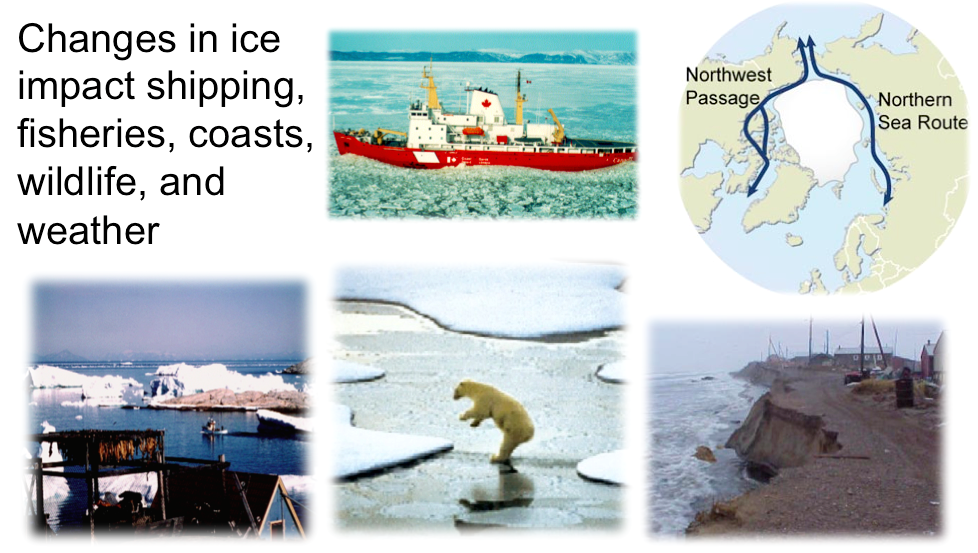 Changes in ice
impact shipping,
fisheries, coasts,
wildlife, and
weather
Northwest
Passage
Northern
Sea Route